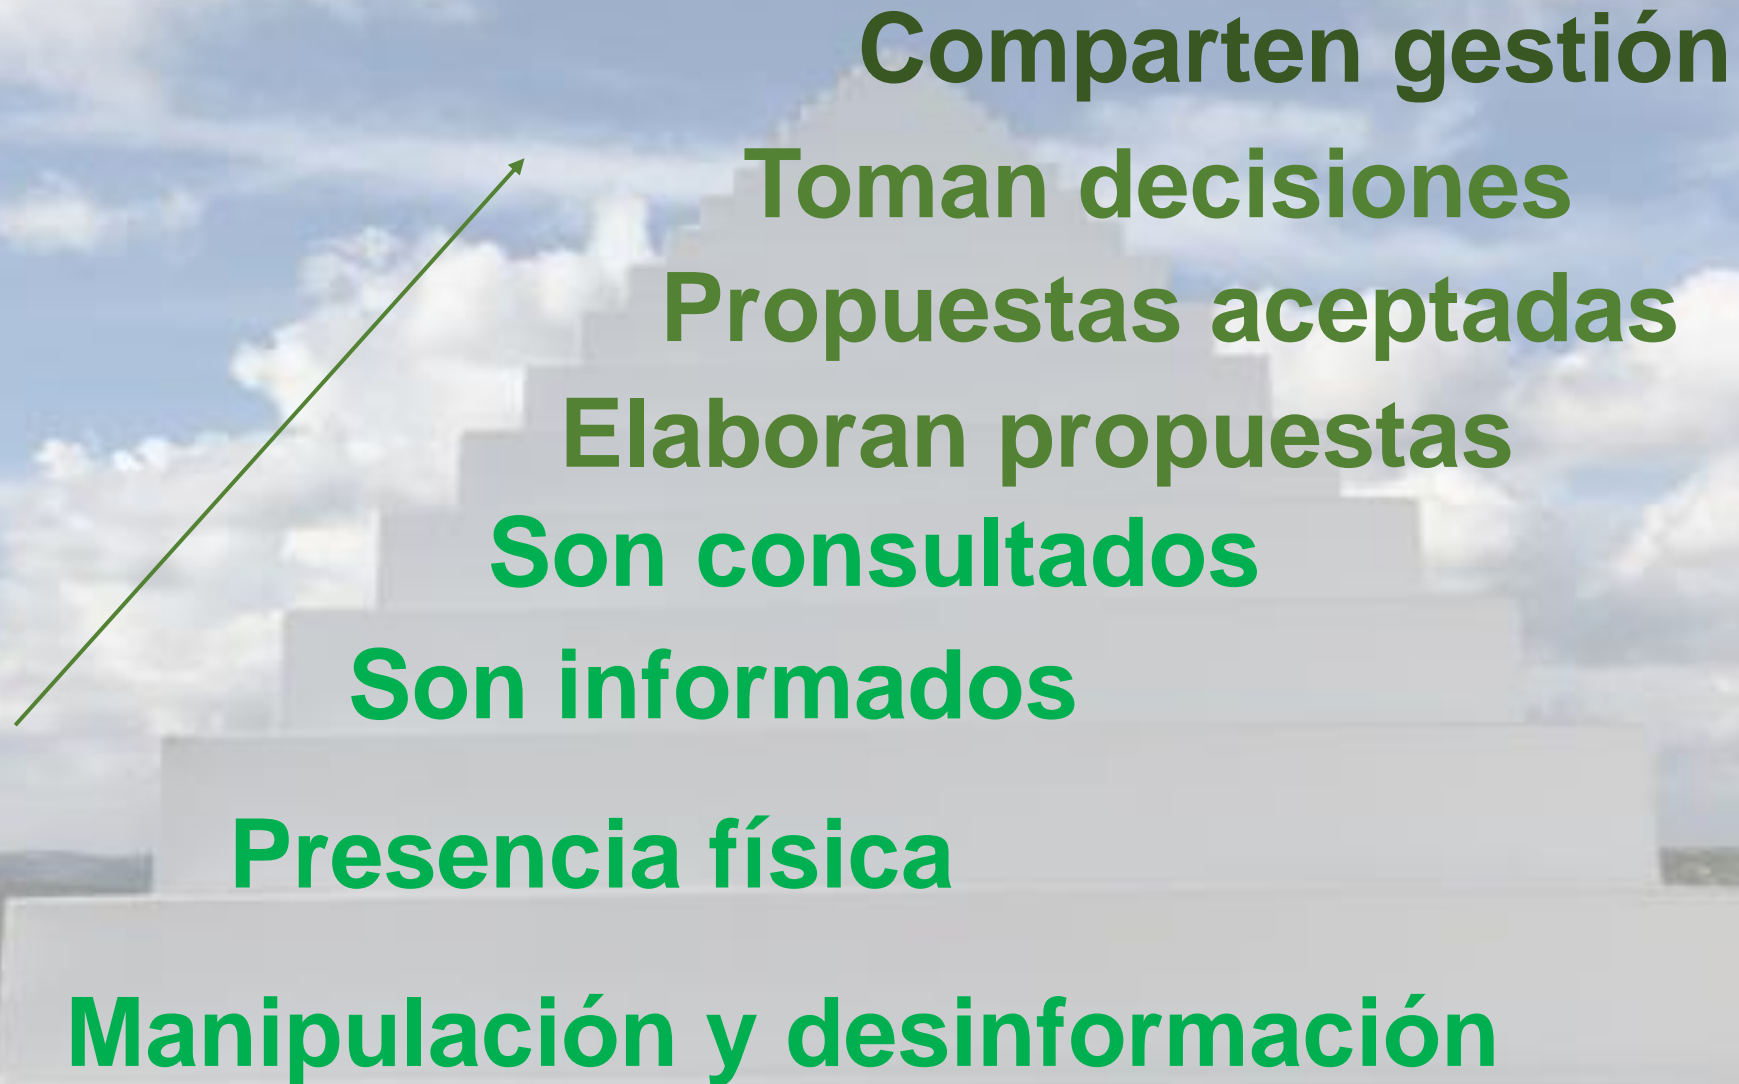 Comparten gestión
Toman decisiones
Propuestas aceptadas
Elaboran propuestas
Son consultados
Son informados
Presencia física
Manipulación y desinformación